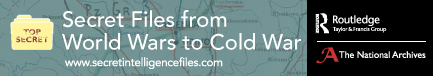 TOP
SECRET
Secret Files from
World Wars to Cold War
www.secretintelligencefiles.com
R
Routledge
Taylor & Francis Group
A The National Archives